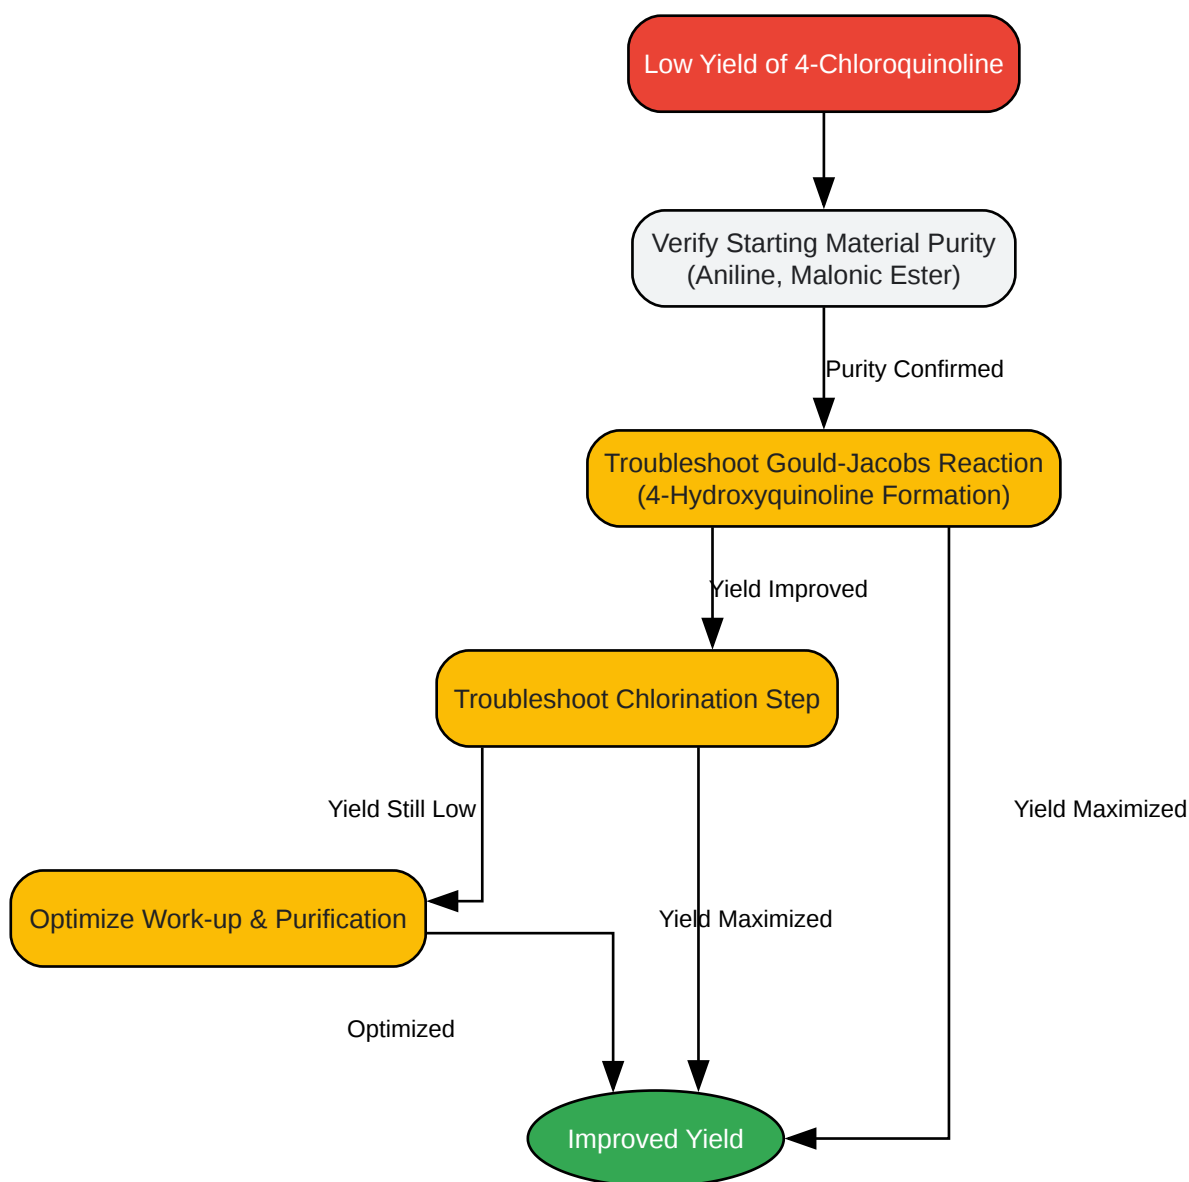 Low Yield of 4-Chloroquinoline
Verify Starting Material Purity
(Aniline, Malonic Ester)
Purity Confirmed
Troubleshoot Gould-Jacobs Reaction
(4-Hydroxyquinoline Formation)
Yield Improved
Troubleshoot Chlorination Step
Yield Still Low
Yield Maximized
Optimize Work-up & Purification
Yield Maximized
Optimized
Improved Yield